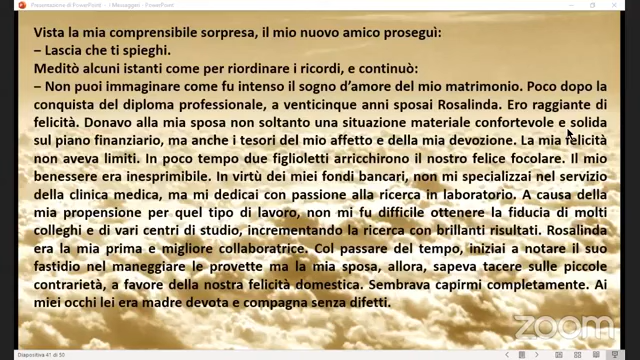 Presentazione di PowerPoint - I Messaggeri - PowerPoint
Vista la mia comprensibile sorpresa, il mio nuovo amico proseguì:
– Lascia che ti spieghi.
Meditò alcuni istanti come per riordinare i ricordi, e continuò:
– Non puoi immaginare come fu intenso il sogno d'amore del mio matrimonio. Poco dopo la
conquista del diploma professionale, a venticinque anni sposai Rosalinda. Ero raggiante di
felicità. Donavo alla mia sposa non soltanto una situazione materiale confortevole e solida
sul piano finanziario, ma anche i tesori del mio affetto e della mia devozione. La mia felicità
non aveva limiti. In poco tempo due figlioletti arricchirono il nostro felice focolare. Il mio
benessere era inesprimibile. In virtù dei miei fondi bancari, non mi specializzai nel servizio
della clinica medica, ma mi dedicai con passione alla ricerca in laboratorio. A causa della
mia propensione per quel tipo di lavoro, non mi fu difficile ottenere la fiducia di molti
colleghi e di vari centri di studio, incrementando la ricerca con brillanti risultati. Rosalinda
era la mia prima e migliore collaboratrice. Col passare del tempo, iniziai a notare il suo
fastidio nel maneggiare le provette ma la mia sposa, allora, sapeva tacere sulle piccole
contrarietà, a favore della nostra felicità domestica. Sembrava capirmi completamente. Ai
miei occhi lei era madre devota e compagna senza difetti.
zoom
Diapositiva 41 di 50